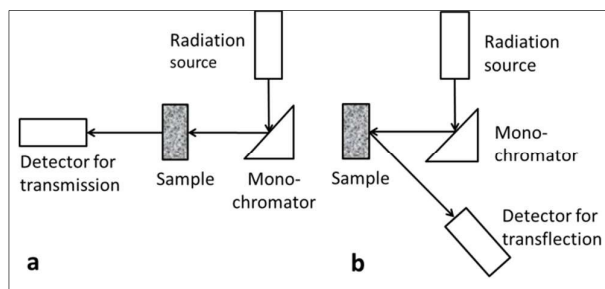 Radiation
source
Detector for
transmission
Sample
Mono-
chromator
a
Radiation
source
Mono-
chromator
Sample
Detector for
transflection
b